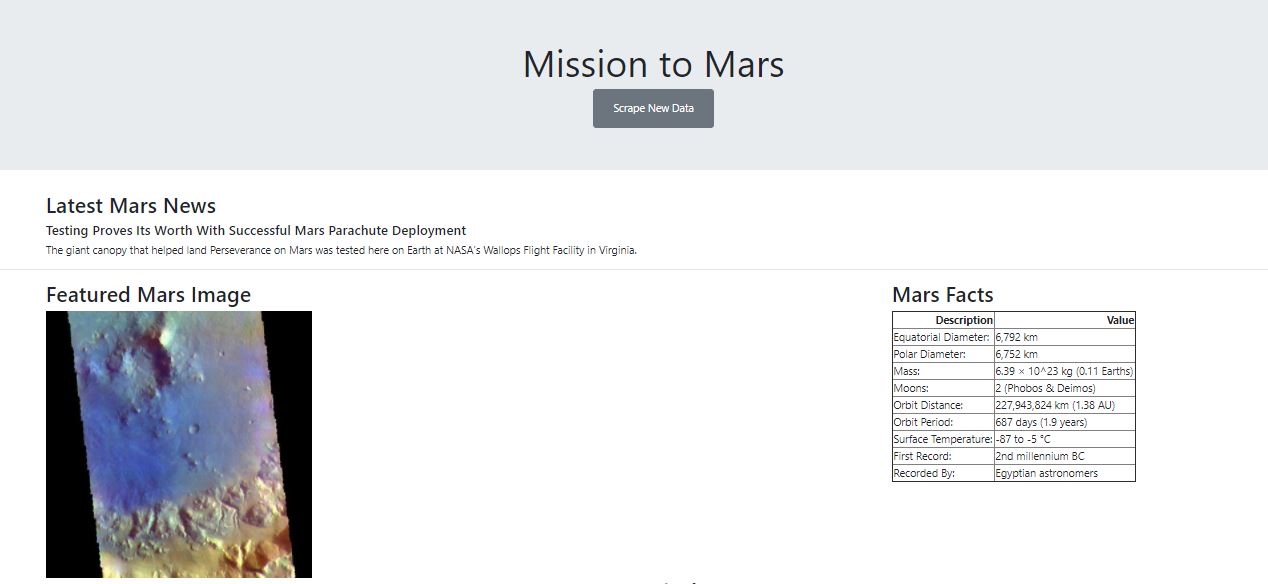 Mission to Mars
Scrape New Data
Latest Mars News
Testing Proves Its Worth With Successful Mars Parachute Deployment
The giant canopy that helped land Perseverance on Mars was tested here on Earth at NASA's Wallops Flight Facility in Virginia.
Featured Mars Image
Mars Facts
Description Value
Equatorial Diameter: 6,792 km
Polar Diameter: 6,752 km
Mass: 6.39 × 10^23 kg (0.11 Earths)
Moons: 2 (Phobos & Deimos)
Orbit Distance: 227,943,824 km (1.38 AU)
Orbit Period: 687 days (1.9 years)
Surface Temperature: -87 to -5 °C
First Record: 2nd millennium BC
Recorded By: Egyptian astronomers